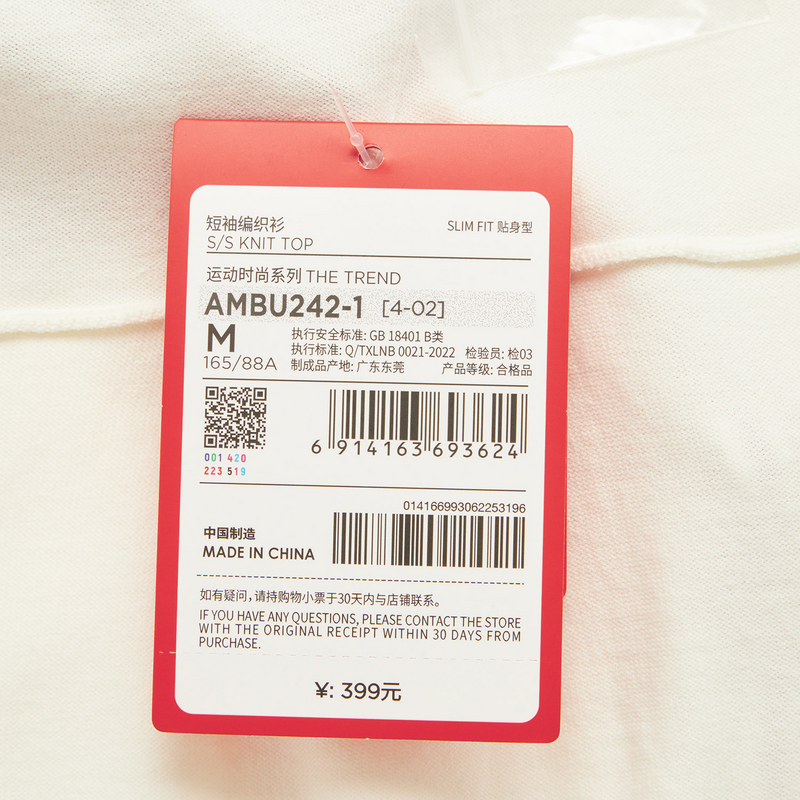 短袖编织衫 SLIM FIT 贴身型
S/S KNIT TOP
运动时尚系列 THE TREND
AMBU242-1 [4-02]
M
165/88A
执行安全标准: GB 18401 B类
执行标准: Q/TXLNB 0021-2022 检验员: 检03
制成品产地: 广东东莞 产品等级: 合格品
001 420
223 519
6 914163 693624
014166993062253196
中国制造
MADE IN CHINA
如有疑问，请持购物小票于30天内与店铺联系。
IF YOU HAVE ANY QUESTIONS, PLEASE CONTACT THE STORE
WITH THE ORIGINAL RECEIPT WITHIN 30 DAYS FROM
PURCHASE.
¥: 399元